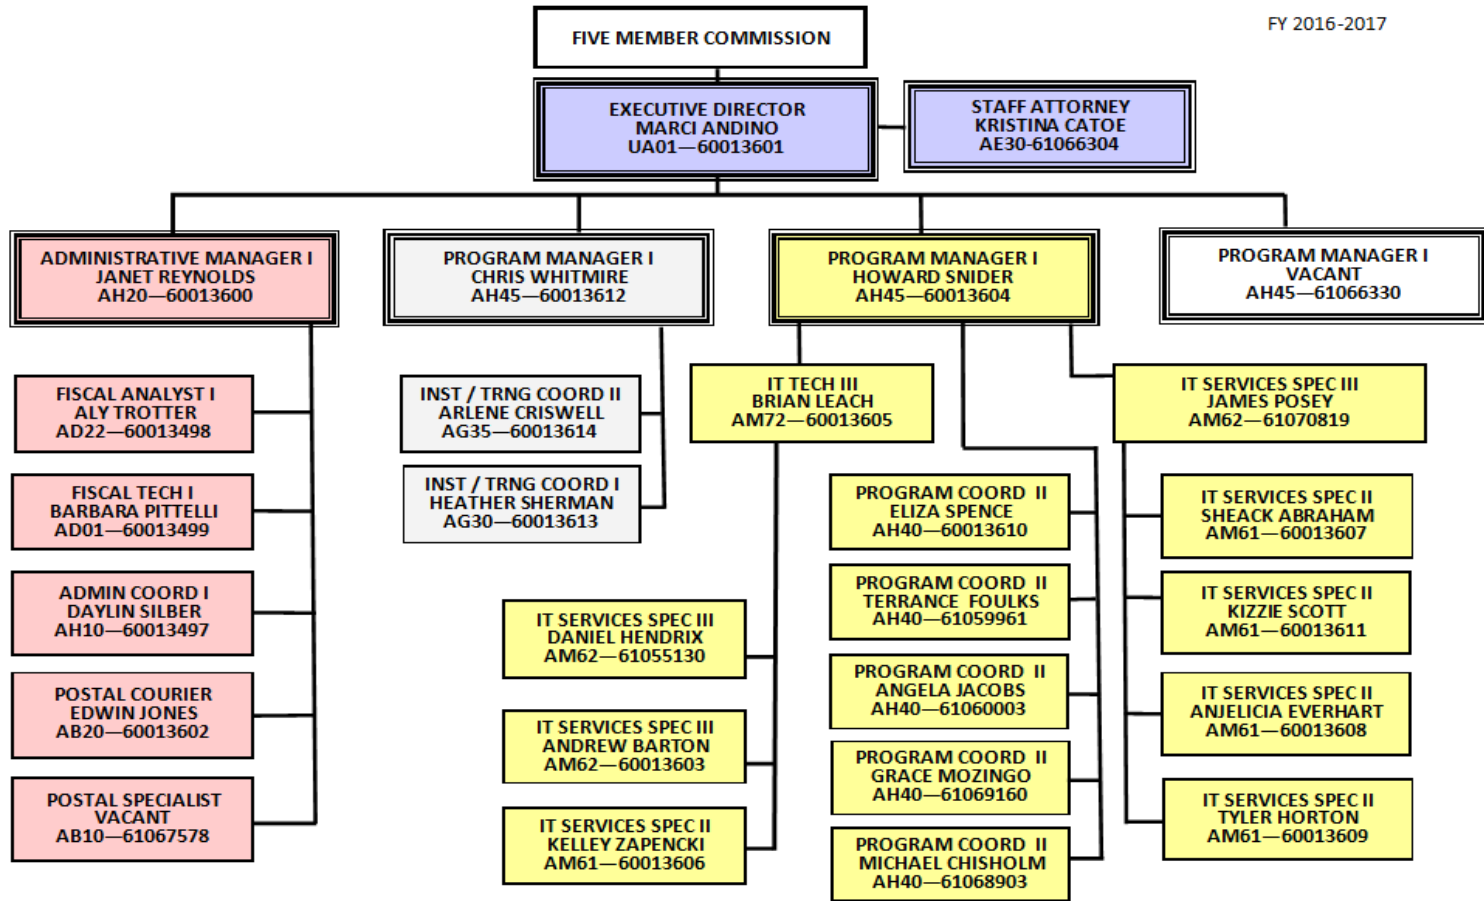 FIVE MEMBER COMMISSION
FY 2016-2017
EXECUTIVE DIRECTOR
MARCI ANDINO
UA01—60013601
STAFF ATTORNEY
KRISTINA CATOE
AE30-61066304
ADMINISTRATIVE MANAGER I
JANET REYNOLDS
AH20—60013600
PROGRAM MANAGER I
CHRIS WHITMIRE
AH45—60013612
PROGRAM MANAGER I
HOWARD SNIDER
AH45—60013604
PROGRAM MANAGER I
VACANT
AH45—61066330
FISCAL ANALYST I
ALY TROTTER
AD22—60013498
FISCAL TECH I
BARBARA PITTELLI
AD01—60013499
ADMIN COORD I
DAYLIN SILBER
AH10—60013497
POSTAL COURIER
EDWIN JONES
AB20—60013602
POSTAL SPECIALIST
VACANT
AB10—61067578
INST / TRNG COORD II
ARLENE CRISWELL
AG35—60013614
INST / TRNG COORD I
HEATHER SHERMAN
AG30—60013613
IT TECH III
BRIAN LEACH
AM72—60013605
IT SERVICES SPEC III
DANIEL HENDRIX
AM62—61055130
IT SERVICES SPEC III
ANDREW BARTON
AM62—60013603
IT SERVICES SPEC II
KELLEY ZAPENCKI
AM61—60013606
PROGRAM COORD II
ELIZA SPENCE
AH40—60013610
PROGRAM COORD II
TERRANCE FOULKS
AH40—61059961
PROGRAM COORD II
ANGELA JACOBS
AH40—61060003
PROGRAM COORD II
GRACE MOZINGO
AH40—61069160
PROGRAM COORD II
MICHAEL CHISHOLM
AH40—61068903
IT SERVICES SPEC III
JAMES POSEY
AM62—61070819
IT SERVICES SPEC II
SHEACK ABRAHAM
AM61—60013607
IT SERVICES SPEC II
KIZZIE SCOTT
AM61—60013611
IT SERVICES SPEC II
ANJELICIA EVERHART
AM61—60013608
IT SERVICES SPEC II
TYLER HORTON
AM61—60013609